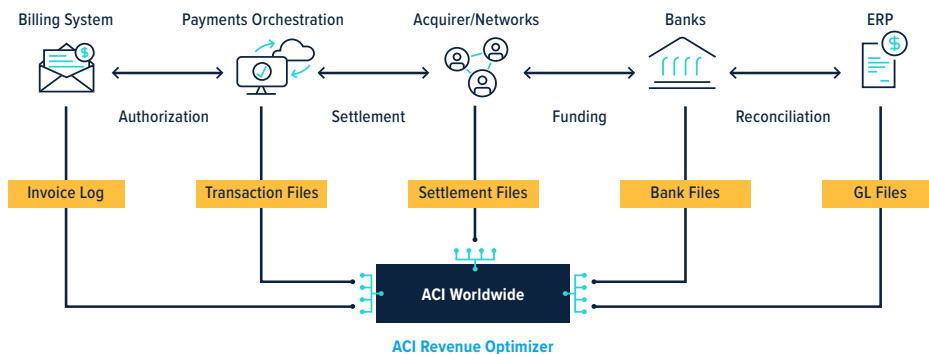 Billing System
Payments Orchestration
Acquirer/Networks
Banks
ERP
$
$
Authorization
Settlement
Funding
Reconciliation
Invoice Log
Transaction Files
Settlement Files
Bank Files
GL Files
ACI Worldwide
ACI Revenue Optimizer